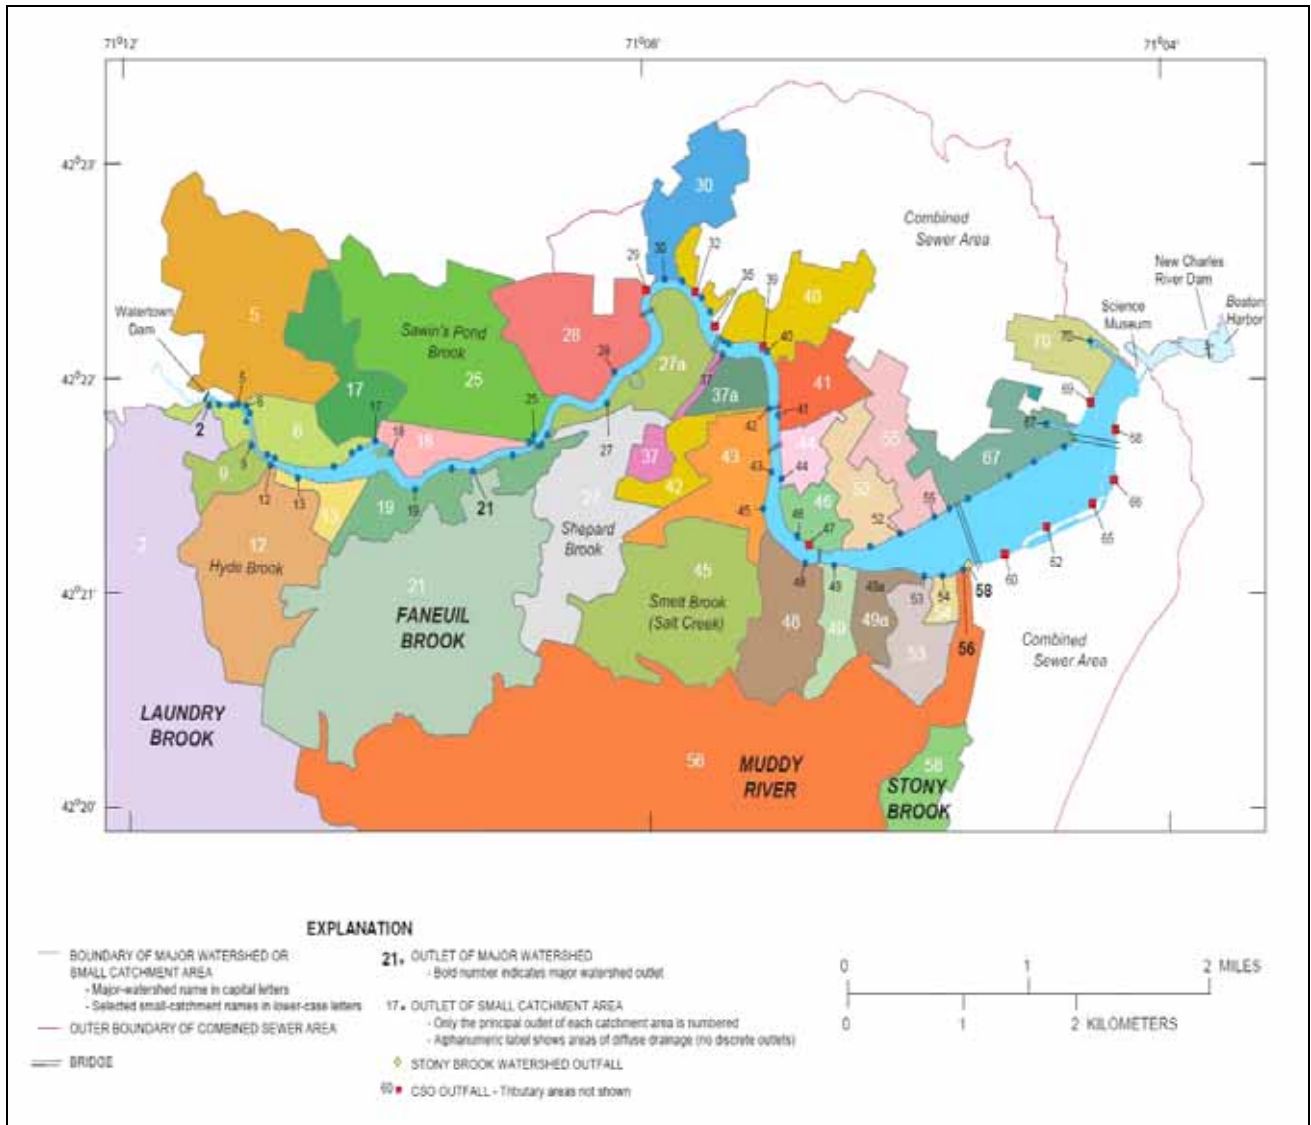 71°12'
71°08'
71°04'
42°23'
30
Combined
Sewer Area
32
30
29
35
39
New Charles
River Dam
Boston
Harbor
Science
Museum
Watertown
Dam
40
5
Sawin's Pond
Brook
28
27a
40
70
70
42°22'
28
37
5
6
17
25
37a
41
69
2
17
25
42
41
6
18
18
27
44
55
67
68
9
9
37
43
43
44
67
12
13
19
19
21
42
52
66
13
45
46
55
12
27
46
47
52
65
Shepard
Brook
62
Hyde Brook
60
2
21
45
48
49
49a
53
54
58
42°21'
FANEUIL
BROOK
Smelt Brook
(Salt Creek)
48
49
49a
53
54
56
Combined
Sewer Area
LAUNDRY
BROOK
56
MUDDY
RIVER
58
STONY
BROOK
42°20'
EXPLANATION
BOUNDARY OF MAJOR WATERSHED OR
SMALL CATCHMENT AREA
- Major-watershed name in capital letters
- Selected small-catchment names in lower-case letters
OUTER BOUNDARY OF COMBINED SEWER AREA
BRIDGE
21 OUTLET OF MAJOR WATERSHED
- Bold number indicates major watershed outlet
17 OUTLET OF SMALL CATCHMENT AREA
- Only the principal outlet of each catchment area is numbered
- Alphanumeric label shows areas of diffuse drainage (no discrete outlets)
STONY BROOK WATERSHED OUTFALL
60 CSO OUTFALL - Tributary areas not shown
0 1 2 MILES
0 1 2 KILOMETERS